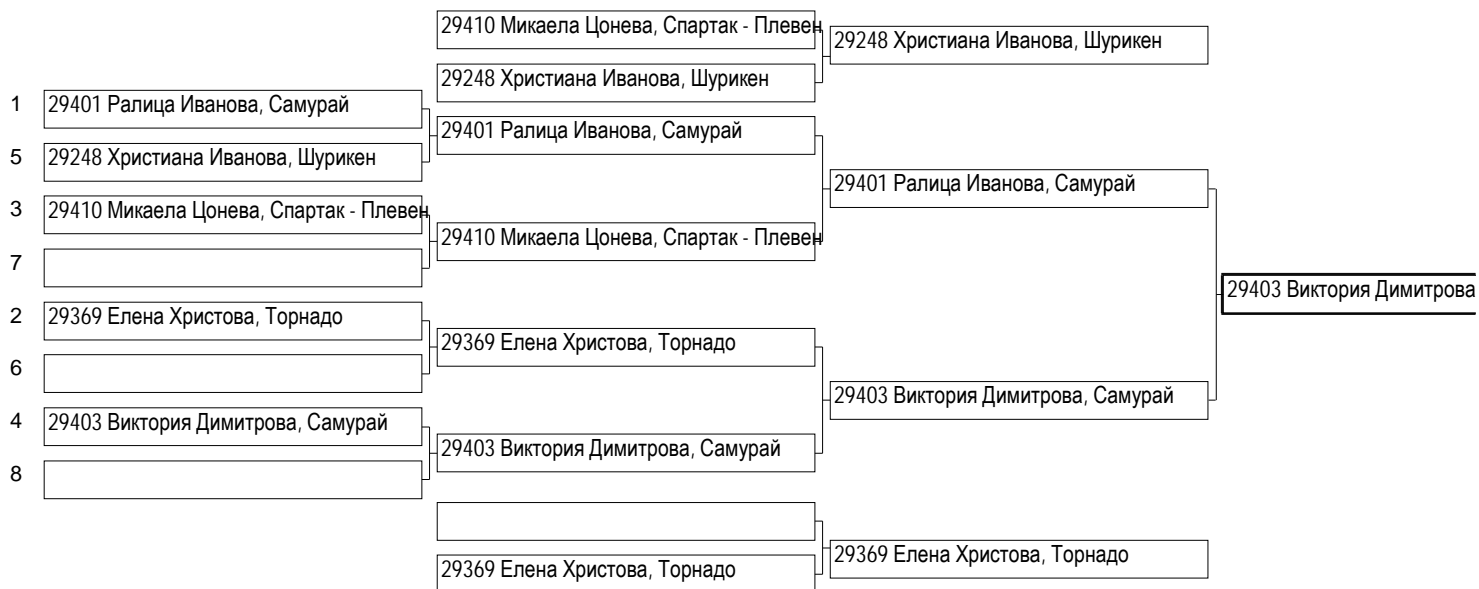 29410 Микаела Цонева, Спартак - Плевен
29248 Христиана Иванова, Шурикен
29248 Христиана Иванова, Шурикен
1 29401 Ралица Иванова, Самурай
29401 Ралица Иванова, Самурай
5 29248 Христиана Иванова, Шурикен
29401 Ралица Иванова, Самурай
3 29410 Микаела Цонева, Спартак - Плевен
29410 Микаела Цонева, Спартак - Плевен
7
29403 Виктория Димитрова
2 29369 Елена Христова, Торнадо
29369 Елена Христова, Торнадо
6
29403 Виктория Димитрова, Самурай
4 29403 Виктория Димитрова, Самурай
29403 Виктория Димитрова, Самурай
8
29369 Елена Христова, Торнадо
29369 Елена Христова, Торнадо